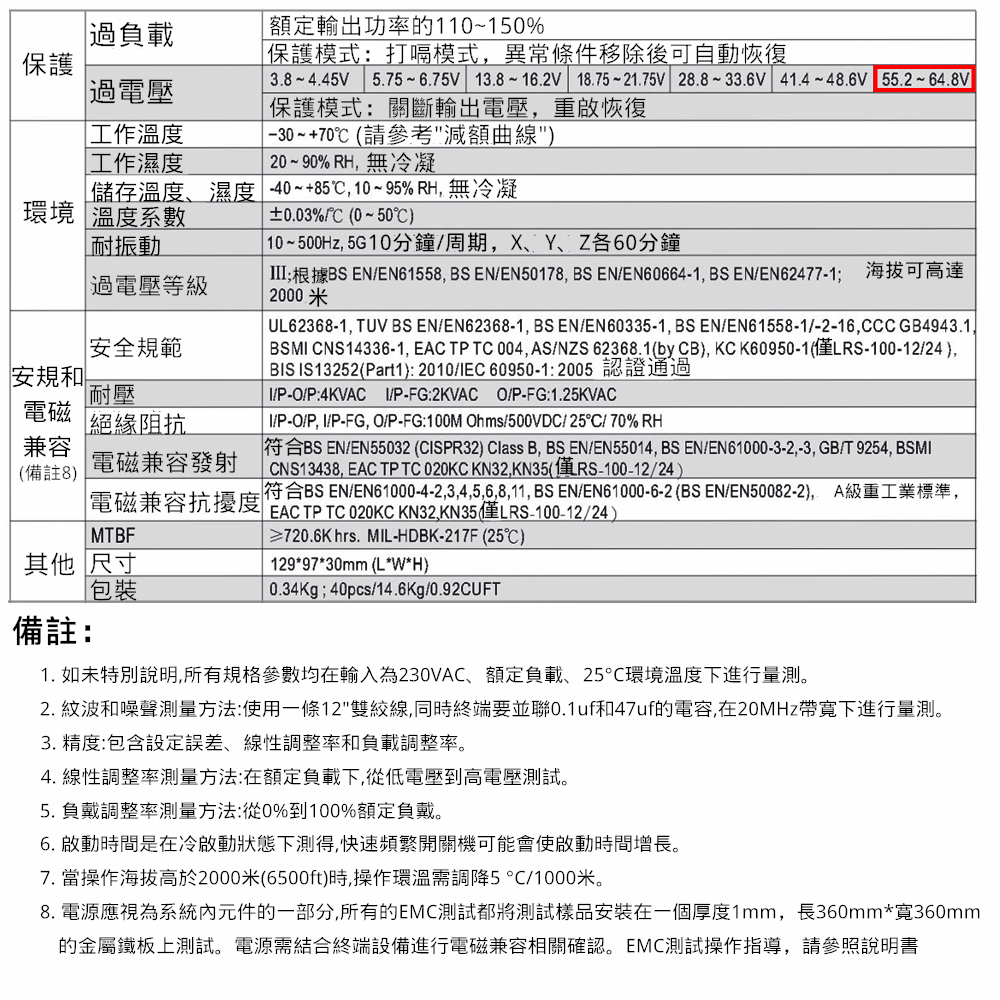 保護
過負載
額定輸出功率的110~150%
保護模式：打嗝模式，異常條件移除後可自動恢復
過電壓
3.8 ~ 4.45V 5.75 ~ 6.75V 13.8 ~ 16.2V 18.75 ~ 21.75V 28.8 ~ 33.6V 41.4 ~ 48.6V 55.2 ~ 64.8V
保護模式：關斷輸出電壓，重啟恢復
環境
工作溫度
-30 ~ +70℃ (請參考"減額曲線")
工作濕度
20 ~ 90% RH, 無冷凝
儲存溫度、濕度
-40 ~ +85℃, 10 ~ 95% RH, 無冷凝
溫度系數
±0.03%/℃ (0 ~ 50℃)
耐振動
10 ~ 500Hz, 5G10分鐘/周期，X、Y、Z各60分鐘
過電壓等級
III;根據BS EN/EN61558, BS EN/EN50178, BS EN/EN60664-1, BS EN/EN62477-1; 海拔可高達
2000 米
安規和
電磁
兼容
(備註8)
安全規範
UL62368-1, TUV BS EN/EN62368-1, BS EN/EN60335-1, BS EN/EN61558-1/-2-16,CCC GB4943.1,
BSMI CNS14336-1, EAC TP TC 004, AS/NZS 62368.1(by CB), KC K60950-1(僅LRS-100-12/24 ),
BIS IS13252(Part1): 2010/IEC 60950-1: 2005 認證通過
耐壓
I/P-O/P:4KVAC I/P-FG:2KVAC O/P-FG:1.25KVAC
絕緣阻抗
I/P-O/P, I/P-FG, O/P-FG:100M Ohms/500VDC/ 25℃/ 70% RH
電磁兼容發射
符合BS EN/EN55032 (CISPR32) Class B, BS EN/EN55014, BS EN/EN61000-3-2,-3, GB/T 9254, BSMI
CNS13438, EAC TP TC 020KC KN32,KN35(僅LRS-100-12/24 )
電磁兼容抗擾度
符合BS EN/EN61000-4-2,3,4,5,6,8,11, BS EN/EN61000-6-2 (BS EN/EN50082-2), A級重工業標準，
EAC TP TC 020KC KN32,KN35(僅LRS-100-12/24 )
其他
MTBF
≥720.6K hrs. MIL-HDBK-217F (25℃)
尺寸
129*97*30mm (L*W*H)
包裝
0.34Kg ; 40pcs/14.6Kg/0.92CUFT
備註：
1. 如未特別說明,所有規格參數均在輸入為230VAC、額定負載、25°C環境溫度下進行量測。
2. 紋波和噪聲測量方法:使用一條12"雙絞線,同時終端要並聯0.1uf和47uf的電容,在20MHz帶寬下進行量測。
3. 精度:包含設定誤差、線性調整率和負載調整率。
4. 線性調整率測量方法:在額定負載下,從低電壓到高電壓測試。
5. 負戴調整率測量方法:從0%到100%額定負戴。
6. 啟動時間是在冷啟動狀態下測得,快速頻繁開關機可能會使啟動時間增長。
7. 當操作海拔高於2000米(6500ft)時,操作環溫需調降5 °C/1000米。
8. 電源應視為系統內元件的一部分,所有的EMC測試都將測試樣品安裝在一個厚度1mm，長360mm*寬360mm
的金屬鐵板上測試。電源需結合終端設備進行電磁兼容相關確認。EMC測試操作指導，請參照說明書